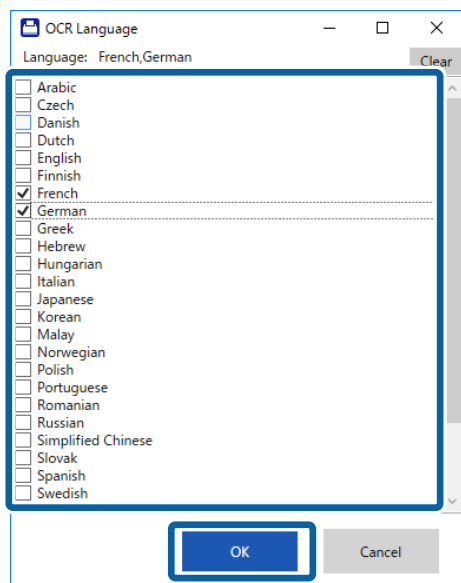 OCR Language
Language: French,German
Clear
Arabic
Czech
Danish
Dutch
English
Finnish
French
German
Greek
Hebrew
Hungarian
Italian
Japanese
Korean
Malay
Norwegian
Polish
Portuguese
Romanian
Russian
Simplified Chinese
Slovak
Spanish
Swedish
OK Cancel